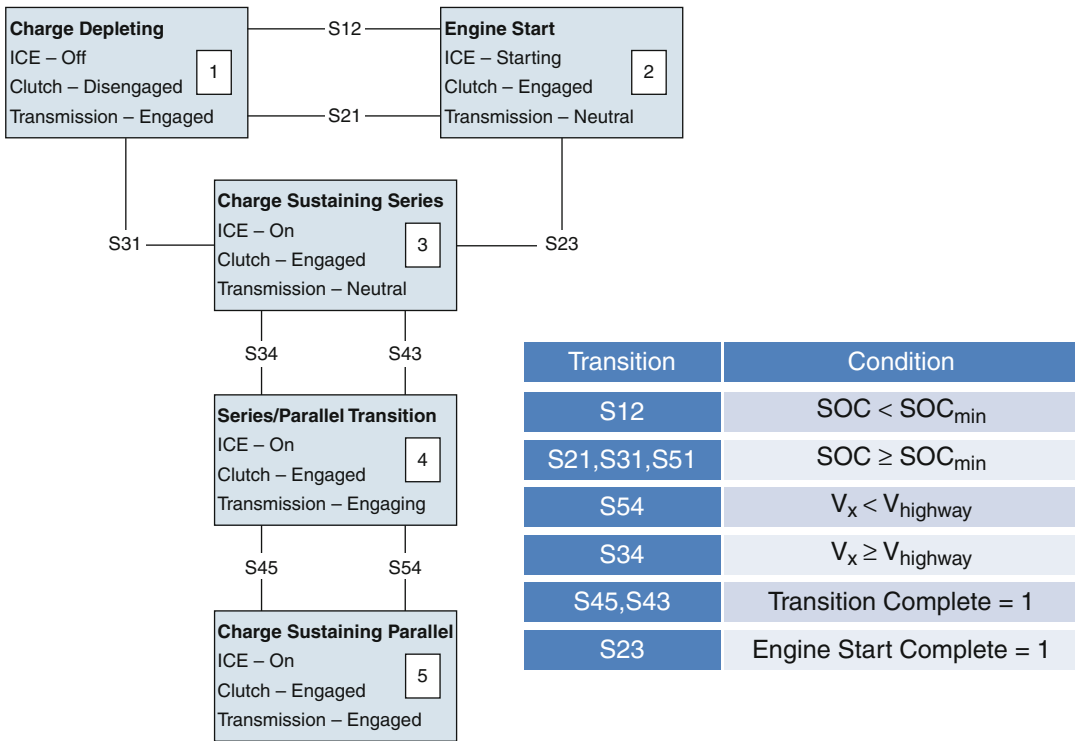 Charge Depleting
ICE – Off
Clutch – Disengaged
Transmission – Engaged
1
S12
S21
Engine Start
ICE – Starting
Clutch – Engaged
Transmission – Neutral
2
S31
S23
Charge Sustaining Series
ICE – On
Clutch – Engaged
Transmission – Neutral
3
S34
S43
Series/Parallel Transition
ICE – On
Clutch – Engaged
Transmission – Engaging
4
S45
S54
Charge Sustaining Parallel
ICE – On
Clutch – Engaged
Transmission – Engaged
5
Transition Condition
S12 SOC < SOCmin
S21,S31,S51 SOC ≥ SOCmin
S54 Vx < Vhighway
S34 Vx ≥ Vhighway
S45,S43 Transition Complete = 1
S23 Engine Start Complete = 1